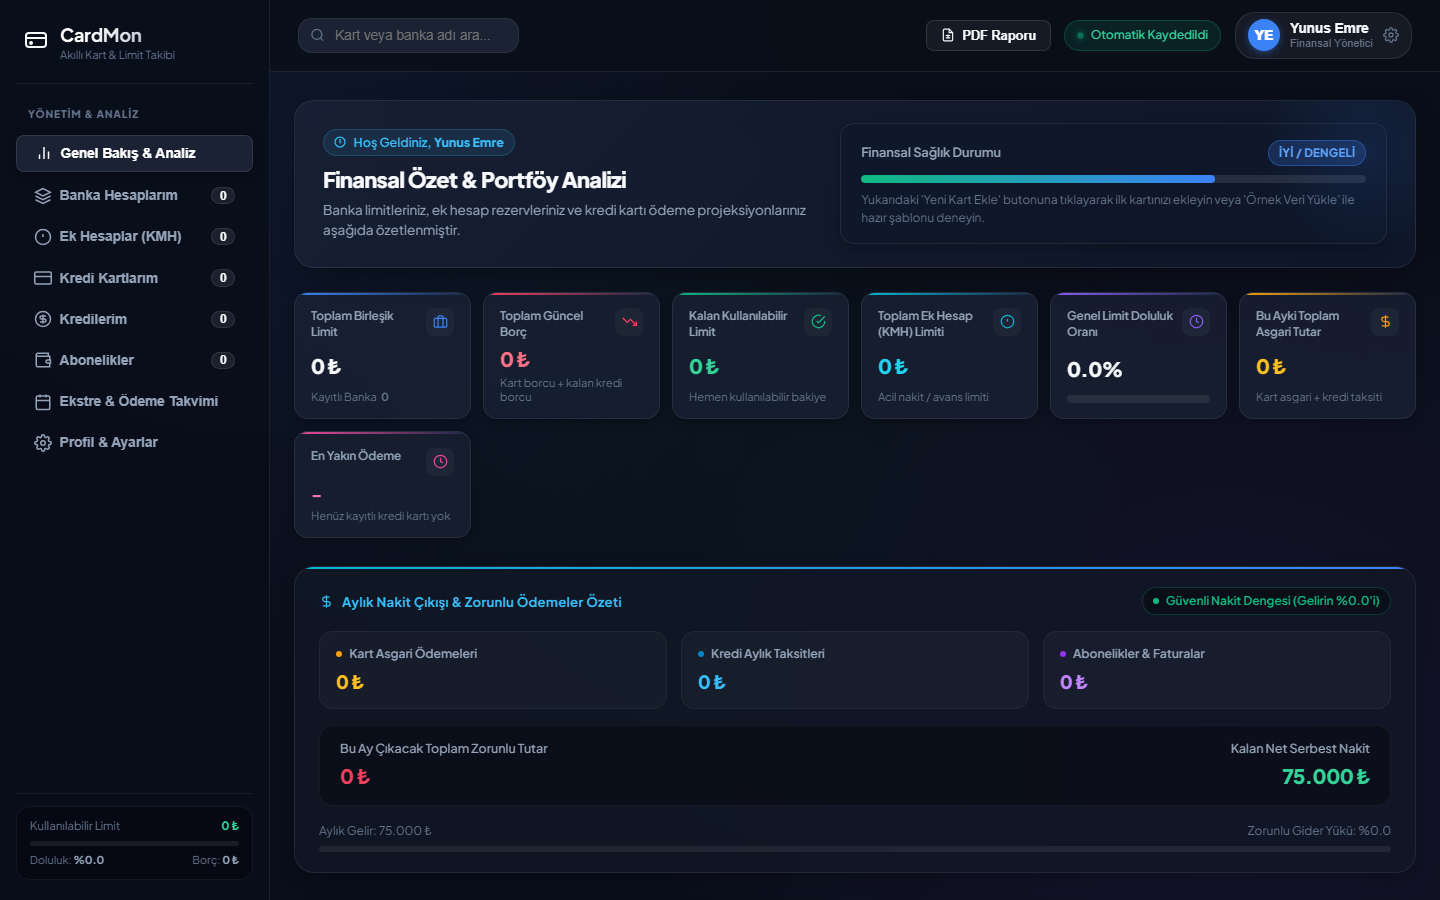 CardMon
Akıllı Kart & Limit Takibi
YÖNETİM & ANALİZ
Genel Bakış & Analiz
Banka Hesaplarım 0
Ek Hesaplar (KMH) 0
Kredi Kartlarım 0
Kredilerim 0
Abonelikler 0
Ekstre & Ödeme Takvimi
Profil & Ayarlar
Kullanılabilir Limit 0 ₺
Doluluk: %0.0 Borç: 0 ₺
Kart veya banka adı ara...
PDF Raporu
Otomatik Kaydedildi
YE
Yunus Emre
Finansal Yönetici
Hoş Geldiniz, Yunus Emre
Finansal Özet & Portföy Analizi
Banka limitleriniz, ek hesap rezervleriniz ve kredi kartı ödeme projeksiyonlarınız
aşağıda özetlenmiştir.
Finansal Sağlık Durumu
İYİ / DENGELİ
Yukarıdaki 'Yeni Kart Ekle' butonuna tıklayarak ilk kartınızı ekleyin veya 'Örnek Veri Yükle' ile
hazır şablonu deneyin.
Toplam Birleşik
Limit
0 ₺
Kayıtlı Banka 0
Toplam Güncel
Borç
0 ₺
Kart borcu + kalan kredi
borcu
Kalan Kullanılabilir
Limit
0 ₺
Hemen kullanılabilir bakiye
Toplam Ek Hesap
(KMH) Limiti
0 ₺
Acil nakit / avans limiti
Genel Limit Doluluk
Oranı
0.0%
Bu Ayki Toplam
Asgari Tutar
0 ₺
Kart asgari + kredi taksiti
En Yakın Ödeme
–
Henüz kayıtlı kredi kartı yok
Aylık Nakit Çıkışı & Zorunlu Ödemeler Özeti
Güvenli Nakit Dengesi (Gelirin %0.0'i)
Kart Asgari Ödemeleri
0 ₺
Kredi Aylık Taksitleri
0 ₺
Abonelikler & Faturalar
0 ₺
Bu Ay Çıkacak Toplam Zorunlu Tutar
0 ₺
Kalan Net Serbest Nakit
75.000 ₺
Aylık Gelir: 75.000 ₺
Zorunlu Gider Yükü: %0.0